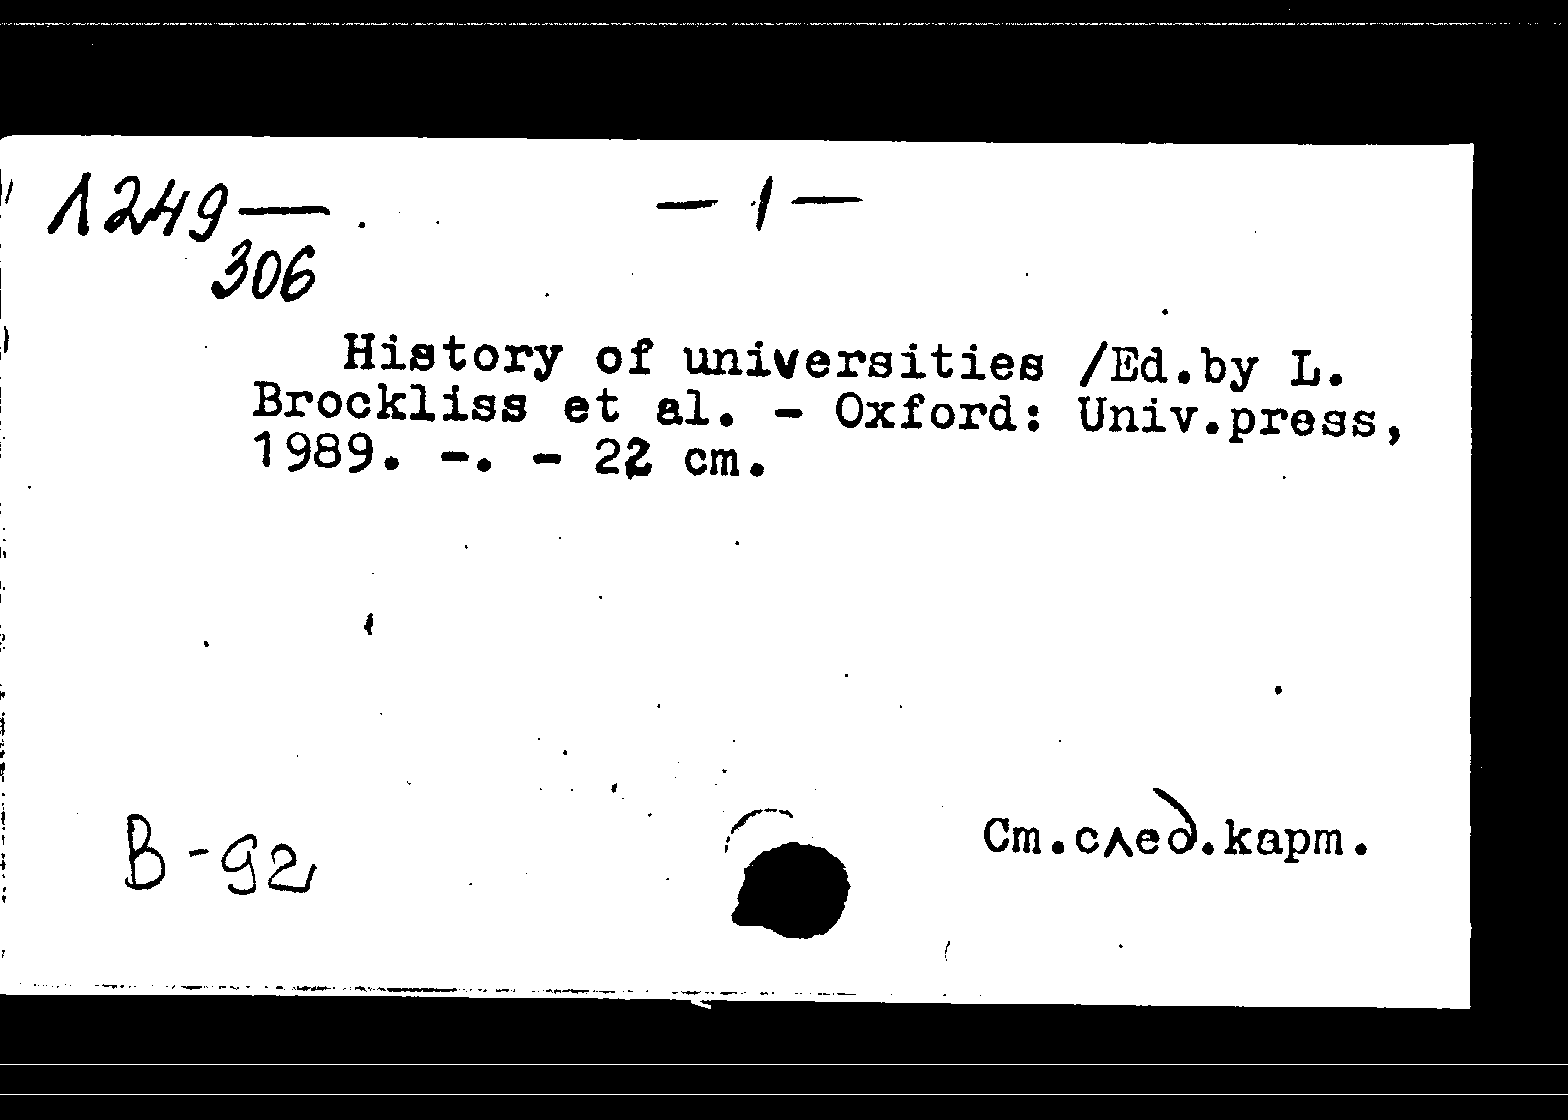 Λ249— — 1 —
306
History of universities /Ed.by L.
Brockliss et al. - Oxford: Univ.press,
1989. -. - 22 cm.
В-92
См.след.карт.